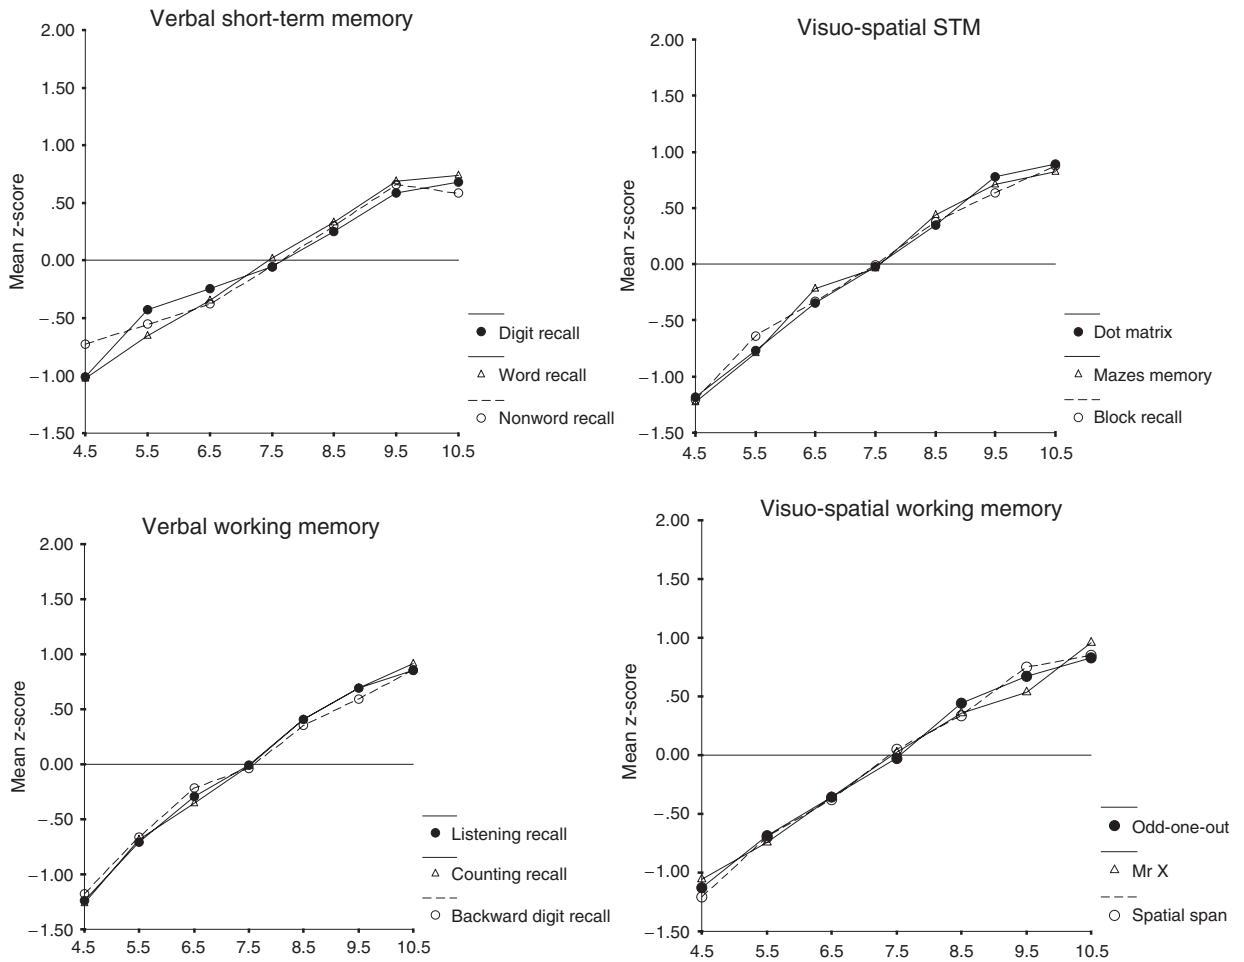 Verbal short-term memory
2.00
1.50
1.00
.50
0.00
−.50
−1.00
−1.50
Mean z-score
4.5 5.5 6.5 7.5 8.5 9.5 10.5
Digit recall
Word recall
Nonword recall
Visuo-spatial STM
2.00
1.50
1.00
.50
0.00
−.50
−1.00
−1.50
Mean z-score
4.5 5.5 6.5 7.5 8.5 9.5 10.5
Dot matrix
Mazes memory
Block recall
Verbal working memory
2.00
1.50
1.00
.50
0.00
−.50
−1.00
−1.50
Mean z-score
4.5 5.5 6.5 7.5 8.5 9.5 10.5
Listening recall
Counting recall
Backward digit recall
Visuo-spatial working memory
2.00
1.50
1.00
.50
0.00
−.50
−1.00
−1.50
Mean z-score
4.5 5.5 6.5 7.5 8.5 9.5 10.5
Odd-one-out
Mr X
Spatial span